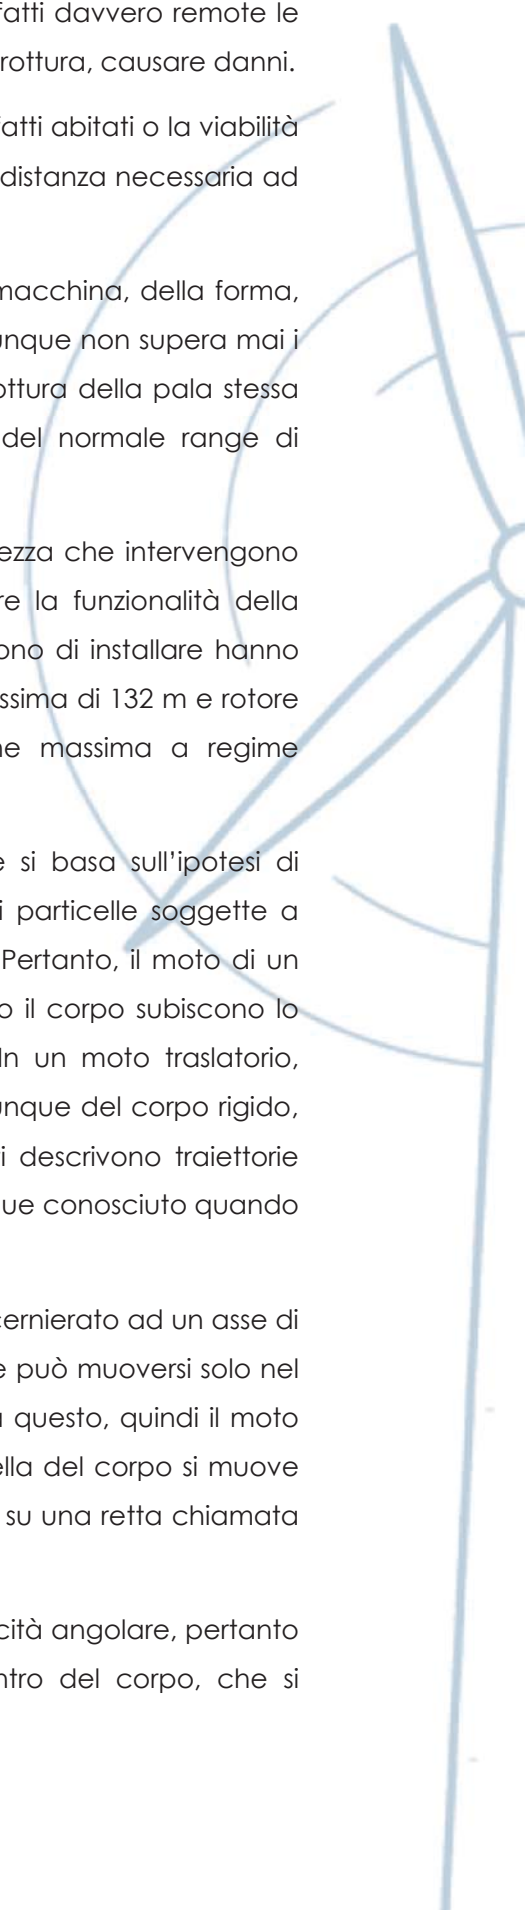 fatti davvero remote le
rottura, causare danni.
fatti abitati o la viabilità
distanza necessaria ad
macchina, della forma,
unque non supera mai i
ottura della pala stessa
del normale range di
ezza che intervengono
re la funzionalità della
ono di installare hanno
ssima di 132 m e rotore
ne massima a regime
e si basa sull’ipotesi di
i particelle soggette a
Pertanto, il moto di un
o il corpo subiscono lo
In un moto traslatorio,
unque del corpo rigido,
i descrivono traiettorie
que conosciuto quando
cernierato ad un asse di
e può muoversi solo nel
a questo, quindi il moto
ella del corpo si muove
su una retta chiamata
cità angolare, pertanto
ntro del corpo, che si